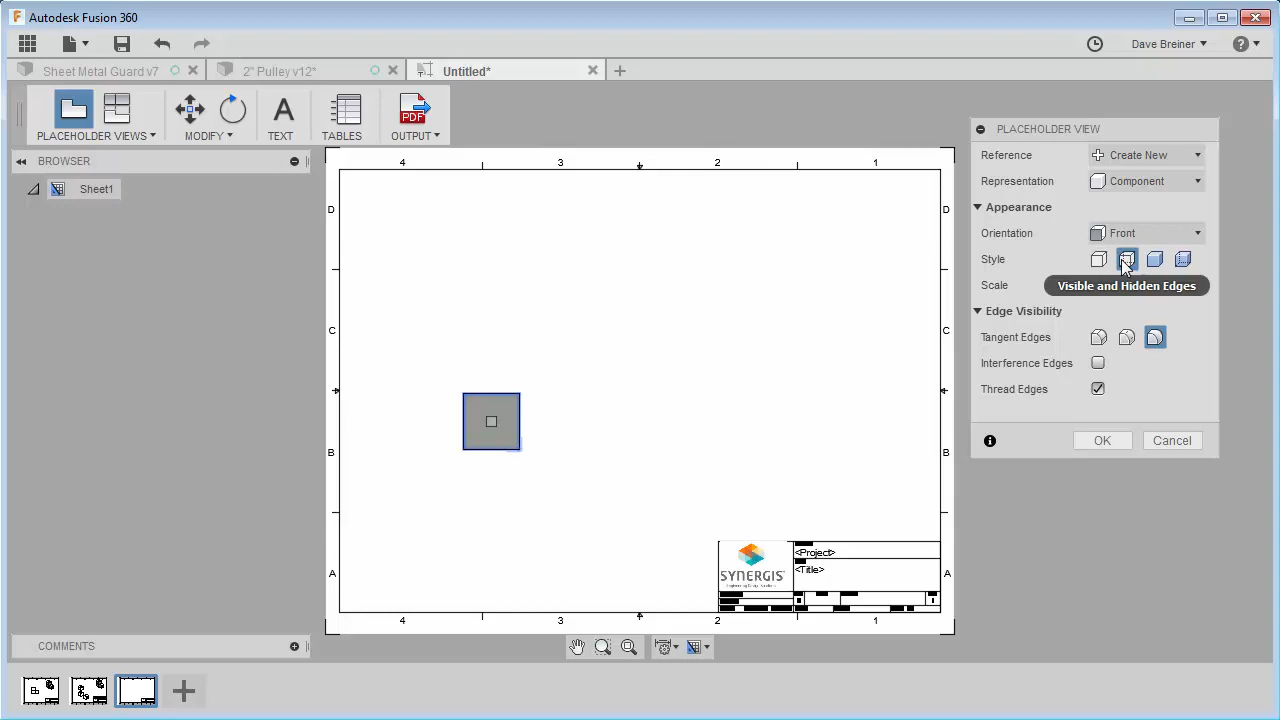 Autodesk Fusion 360
Dave Breiner
Sheet Metal Guard v7
2" Pulley v12*
Untitled*
PLACEHOLDER VIEWS
MODIFY
TEXT
TABLES
OUTPUT
PDF
BROWSER
Sheet1
4 3 2 1
D D
C C
B B
A A
4 3 2 1
<Project>
<Title>
SYNERGIS
PLACEHOLDER VIEW
Reference Create New
Representation Component
Appearance
Orientation Front
Style
Scale
Visible and Hidden Edges
Edge Visibility
Tangent Edges
Interference Edges
Thread Edges
OK Cancel
COMMENTS